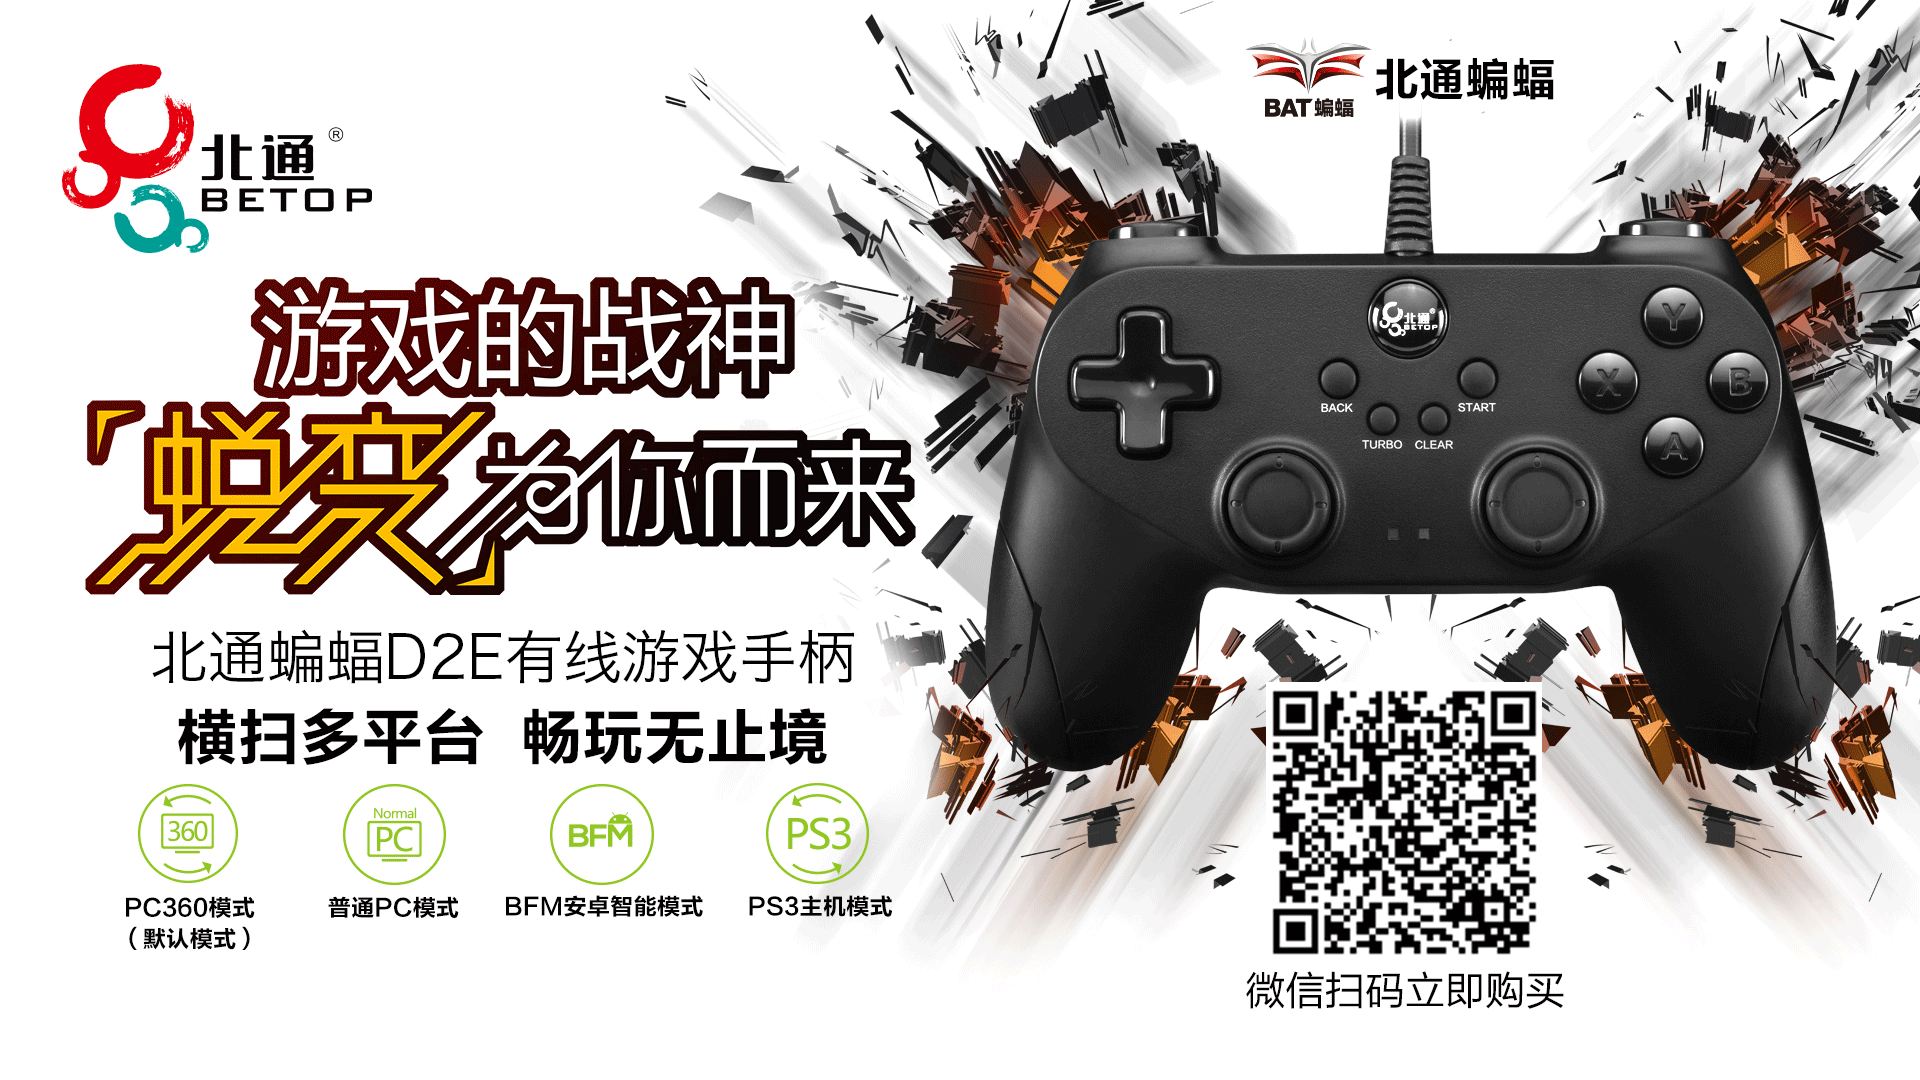 北通®
BETOP
BAT蝙蝠
北通蝙蝠
游戏的战神
「蜕变」为你而来
北通蝙蝠D2E有线游戏手柄
横扫多平台 畅玩无止境
360
Normal
PC
BFM
PS3
PC360模式
（默认模式）
普通PC模式
BFM安卓智能模式
PS3主机模式
北通®
BETOP
BACK
START
TURBO
CLEAR
Y
X
B
A
微信扫码立即购买